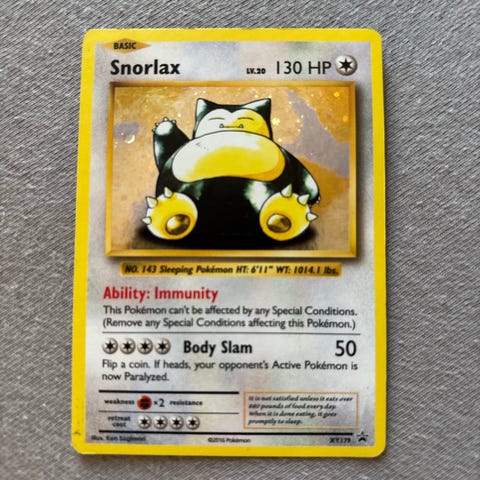 BASIC
Snorlax LV.20 130 HP
NO. 143 Sleeping Pokémon HT: 6'11" WT: 1014.1 lbs.
Ability: Immunity
This Pokémon can't be affected by any Special Conditions.
(Remove any Special Conditions affecting this Pokémon.)
Body Slam 50
Flip a coin. If heads, your opponent's Active Pokémon is
now Paralyzed.
weakness ×2 resistance
retreat
cost
It is not satisfied unless it eats over
880 pounds of food every day.
When it is done eating, it goes
promptly to sleep.
Illus. Ken Sugimori ©2016 Pokémon XY179